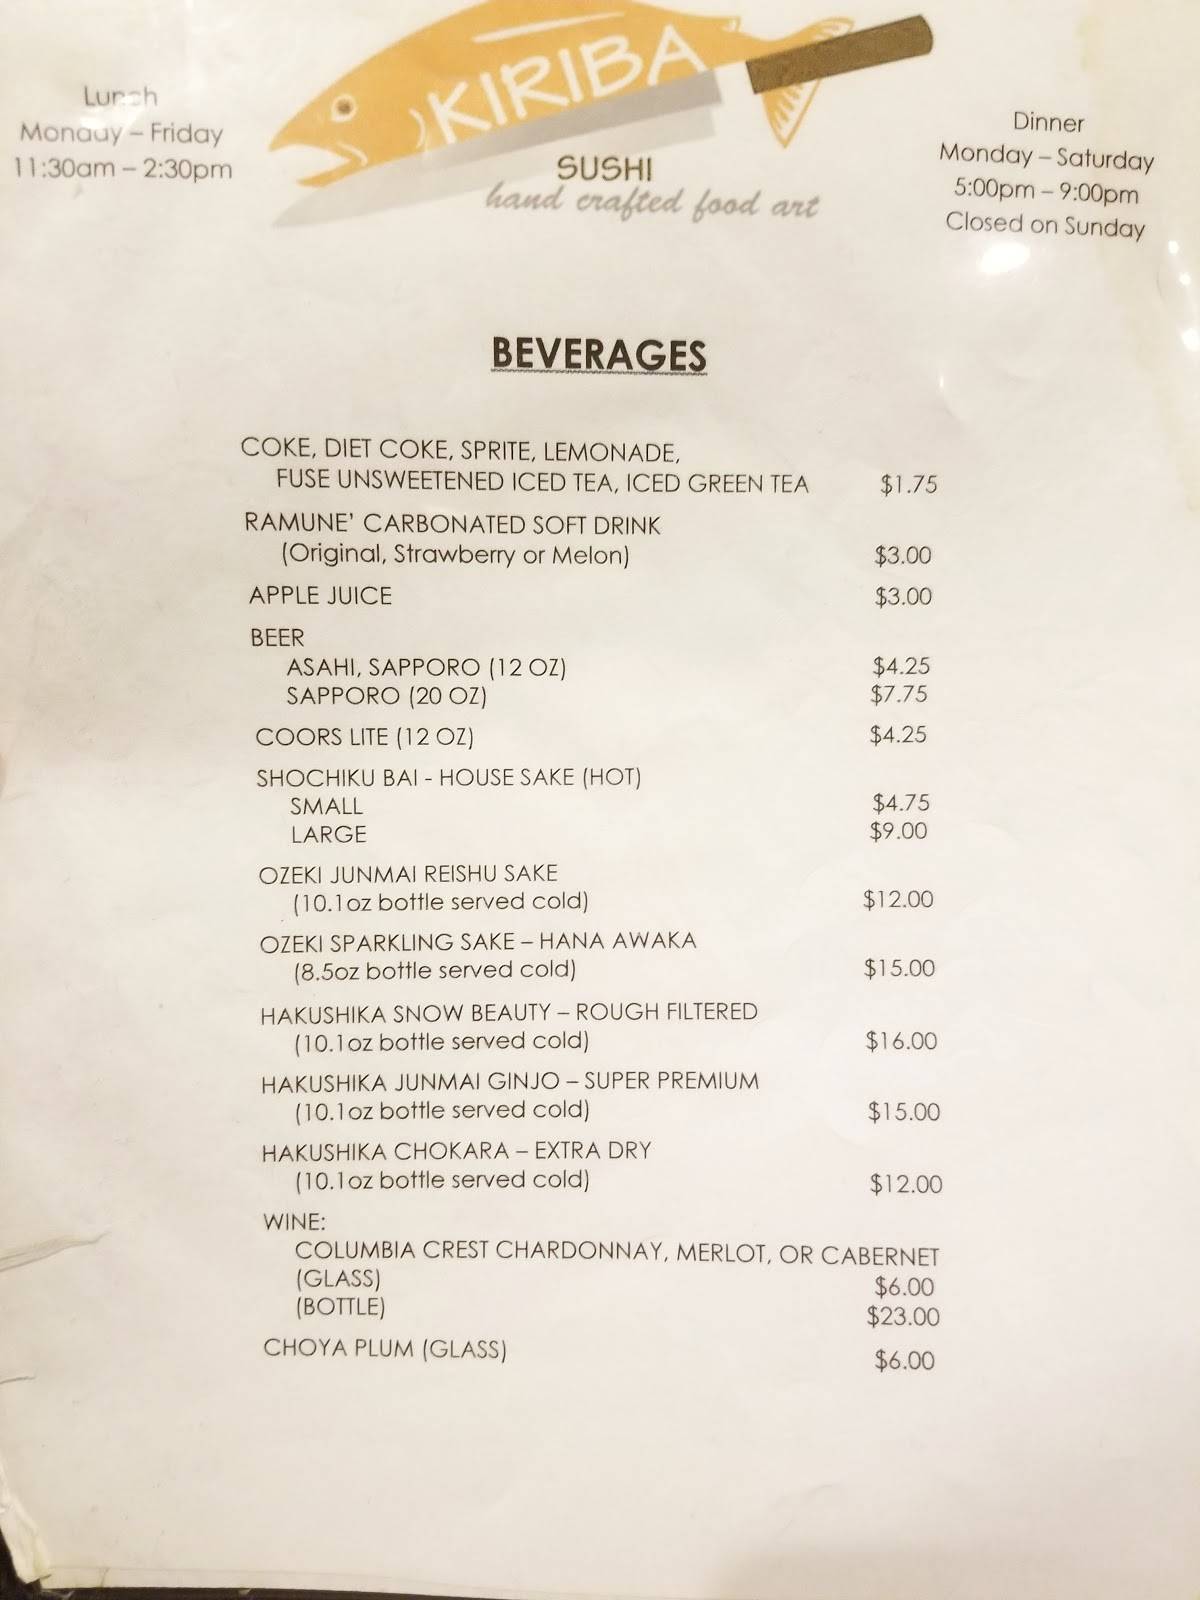 Lunch
Monday – Friday
11:30am – 2:30pm
KIRIBA
SUSHI
hand crafted food art
Dinner
Monday – Saturday
5:00pm – 9:00pm
Closed on Sunday
BEVERAGES
COKE, DIET COKE, SPRITE, LEMONADE,
FUSE UNSWEETENED ICED TEA, ICED GREEN TEA $1.75
RAMUNE' CARBONATED SOFT DRINK
(Original, Strawberry or Melon) $3.00
APPLE JUICE $3.00
BEER
ASAHI, SAPPORO (12 OZ) $4.25
SAPPORO (20 OZ) $7.75
COORS LITE (12 OZ) $4.25
SHOCHIKU BAI - HOUSE SAKE (HOT)
SMALL $4.75
LARGE $9.00
OZEKI JUNMAI REISHU SAKE
(10.1oz bottle served cold) $12.00
OZEKI SPARKLING SAKE – HANA AWAKA
(8.5oz bottle served cold) $15.00
HAKUSHIKA SNOW BEAUTY – ROUGH FILTERED
(10.1oz bottle served cold) $16.00
HAKUSHIKA JUNMAI GINJO – SUPER PREMIUM
(10.1oz bottle served cold) $15.00
HAKUSHIKA CHOKARA – EXTRA DRY
(10.1oz bottle served cold) $12.00
WINE:
COLUMBIA CREST CHARDONNAY, MERLOT, OR CABERNET
(GLASS) $6.00
(BOTTLE) $23.00
CHOYA PLUM (GLASS) $6.00